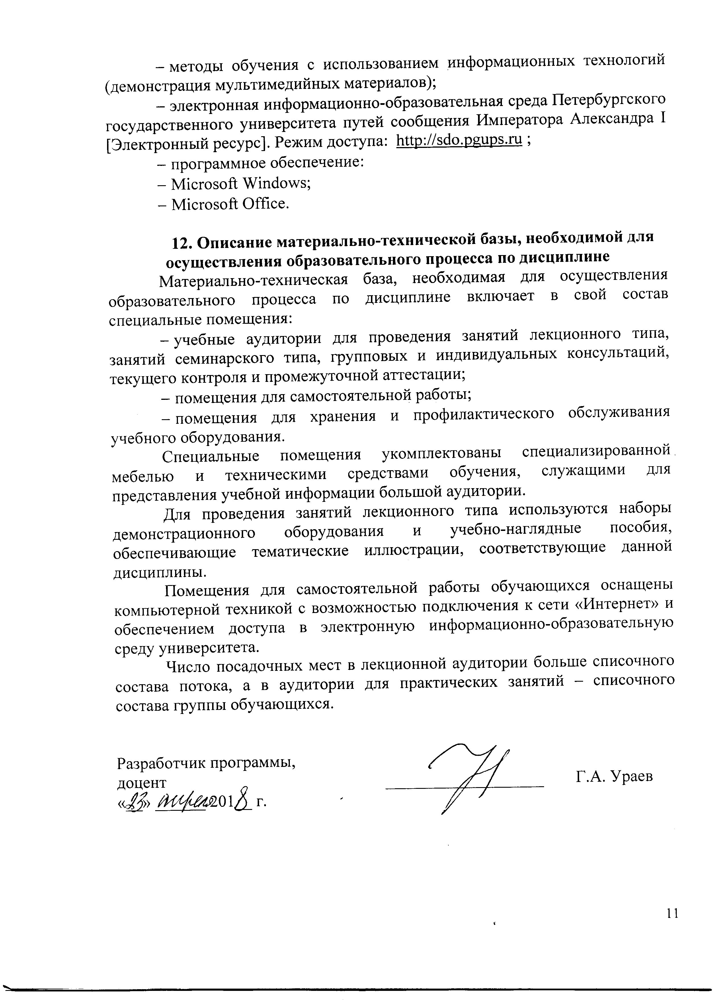 – методы обучения с использованием информационных технологий
(демонстрация мультимедийных материалов);
– электронная информационно-образовательная среда Петербургского
государственного университета путей сообщения Императора Александра I
[Электронный ресурс]. Режим доступа: http://sdo.pgups.ru ;
– программное обеспечение:
– Microsoft Windows;
– Microsoft Office.
12. Описание материально-технической базы, необходимой для
осуществления образовательного процесса по дисциплине
Материально-техническая база, необходимая для осуществления
образовательного процесса по дисциплине включает в свой состав
специальные помещения:
– учебные аудитории для проведения занятий лекционного типа,
занятий семинарского типа, групповых и индивидуальных консультаций,
текущего контроля и промежуточной аттестации;
– помещения для самостоятельной работы;
– помещения для хранения и профилактического обслуживания
учебного оборудования.
Специальные помещения укомплектованы специализированной
мебелью и техническими средствами обучения, служащими для
представления учебной информации большой аудитории.
Для проведения занятий лекционного типа используются наборы
демонстрационного оборудования и учебно-наглядные пособия,
обеспечивающие тематические иллюстрации, соответствующие данной
дисциплины.
Помещения для самостоятельной работы обучающихся оснащены
компьютерной техникой с возможностью подключения к сети «Интернет» и
обеспечением доступа в электронную информационно-образовательную
среду университета.
Число посадочных мест в лекционной аудитории больше списочного
состава потока, а в аудитории для практических занятий – списочного
состава группы обучающихся.
Разработчик программы,
доцент
Г.А. Ураев
«23» апреля 2018 г.
11